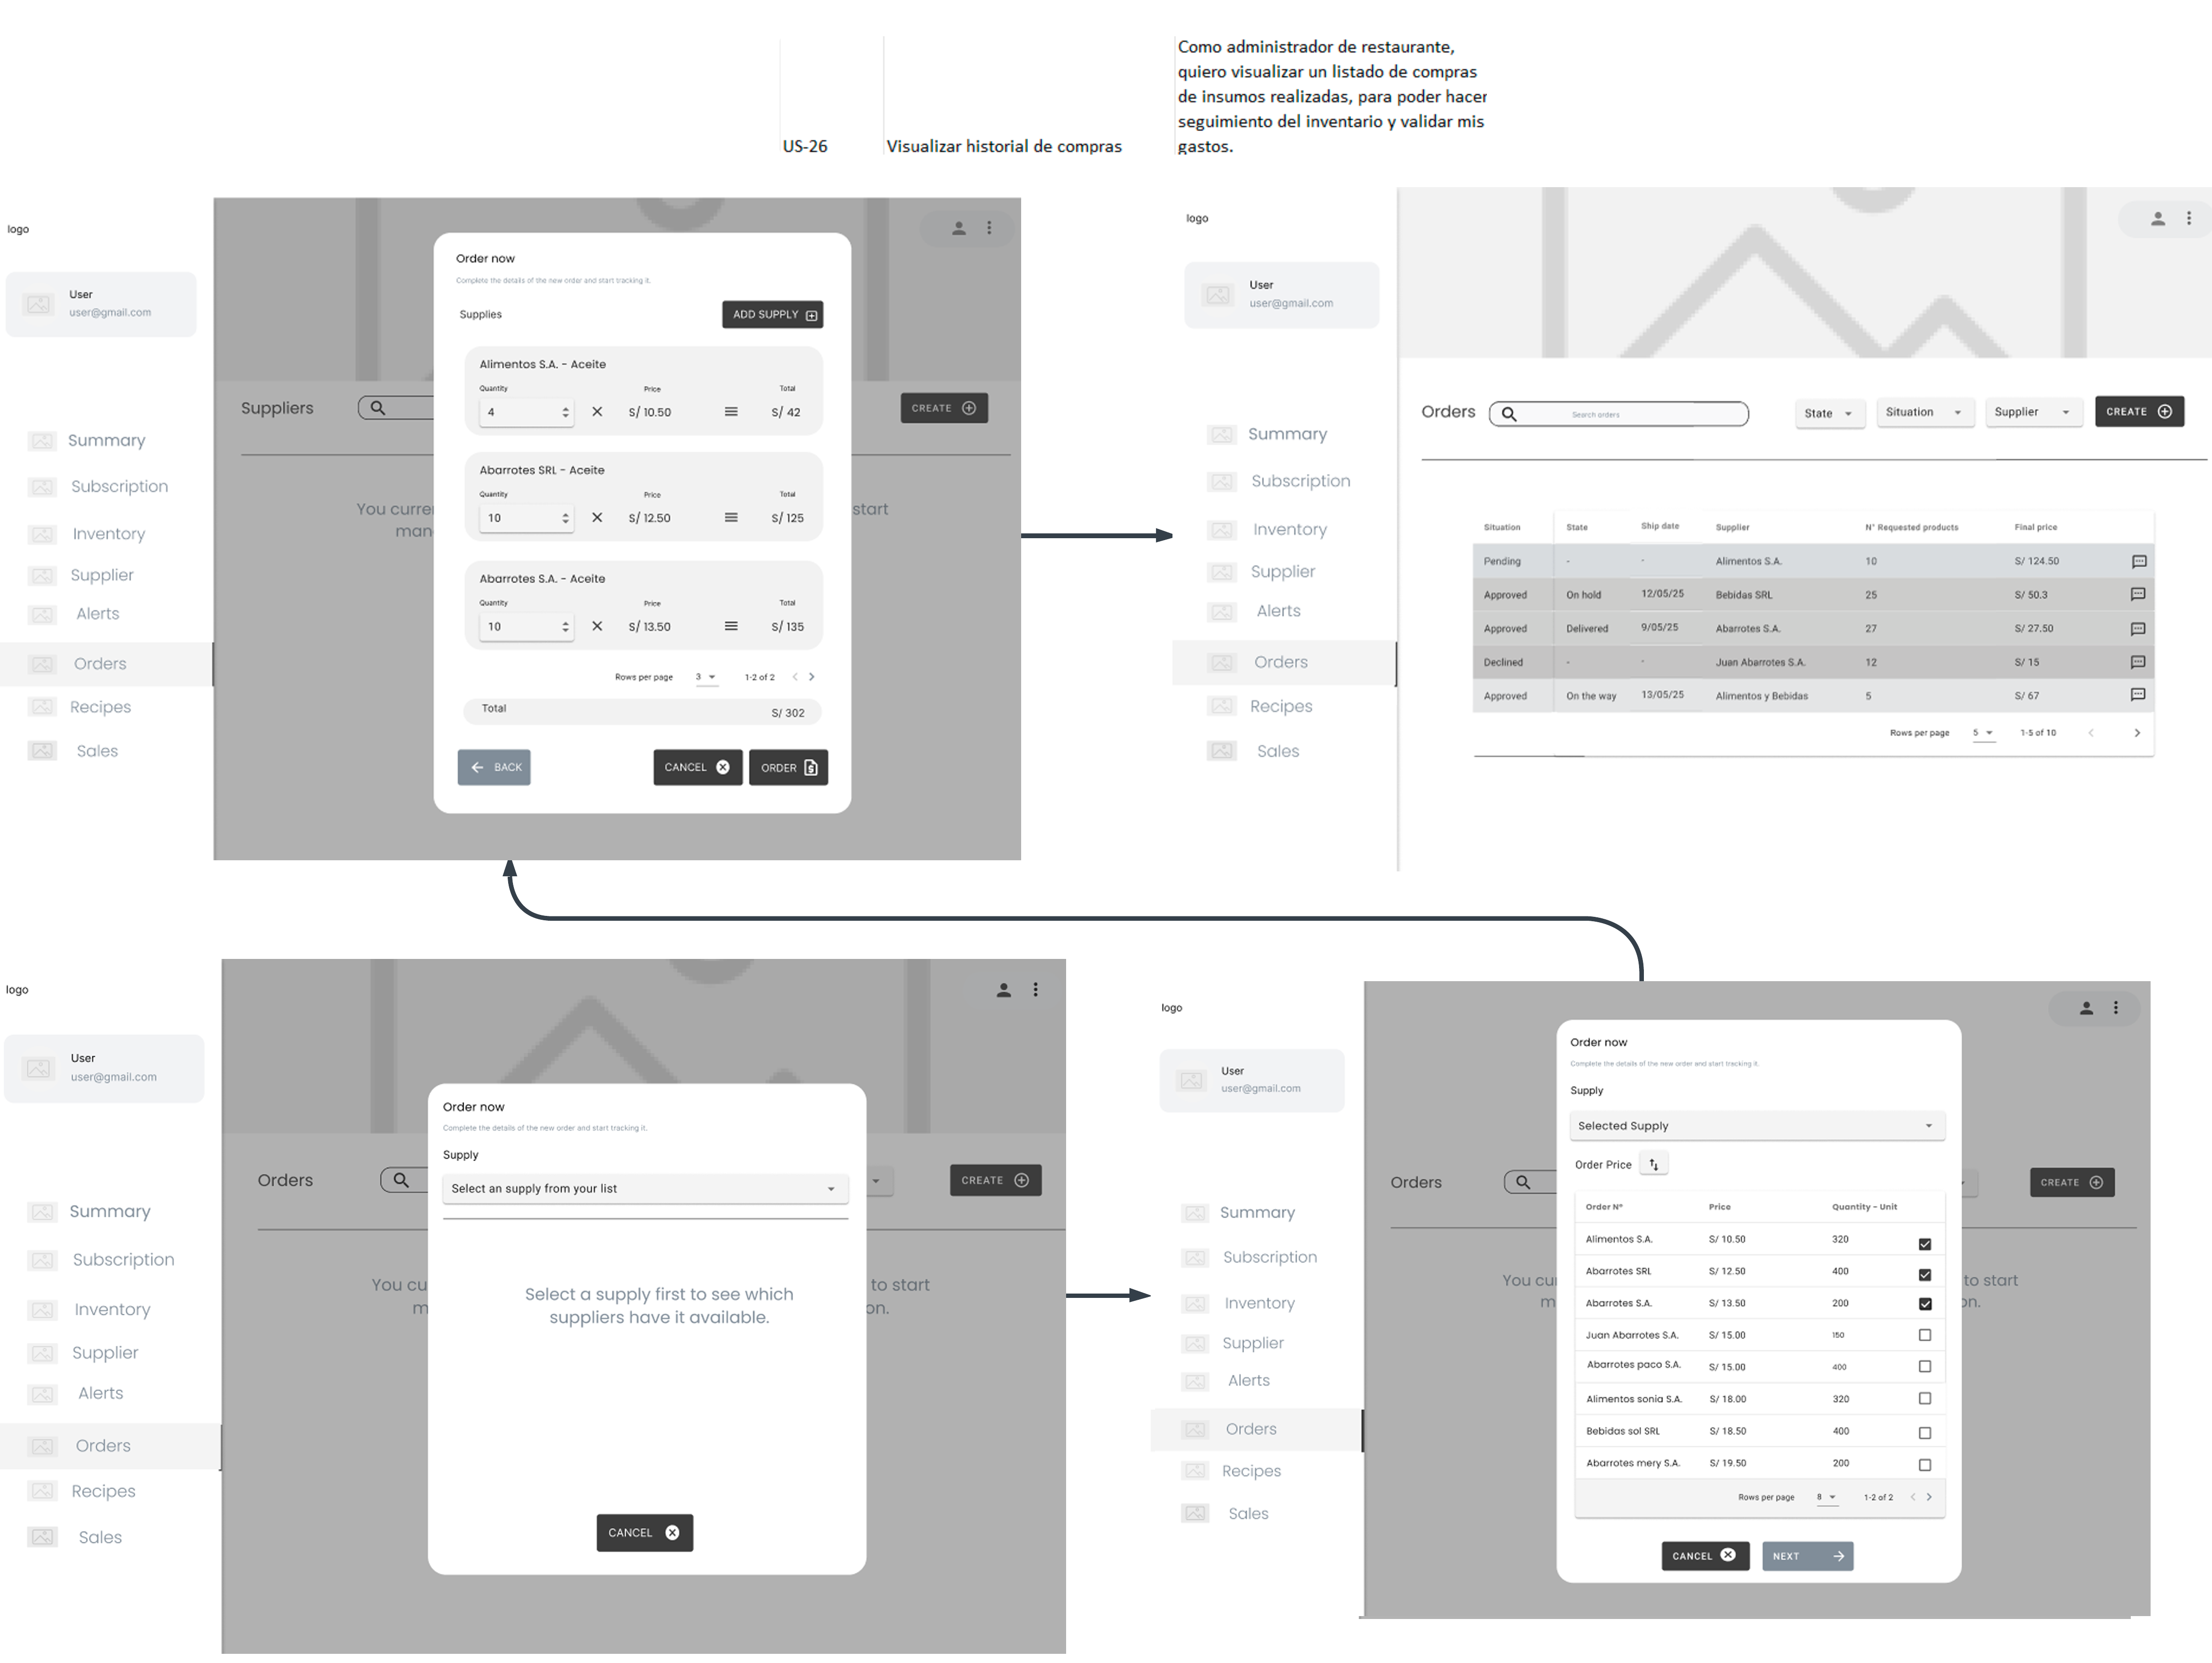 Como administrador de restaurante,
quiero visualizar un listado de compras
de insumos realizadas, para poder hacer
seguimiento del inventario y validar mis
US-26 Visualizar historial de compras gastos.
logo
User
user@gmail.com
Summary
Subscription
Inventory
Supplier
Alerts
Orders
Recipes
Sales
Suppliers
CREATE
You curre
start
man
Order now
Complete the details of the new order and start tracking it.
Supplies ADD SUPPLY
Alimentos S.A. - Aceite
Quantity Price Total
4 S/ 10.50 S/ 42
Abarrotes SRL - Aceite
Quantity Price Total
10 S/ 12.50 S/ 125
Abarrotes S.A. - Aceite
Quantity Price Total
10 S/ 13.50 S/ 135
Rows per page 3 1-2 of 2
Total S/ 302
BACK CANCEL ORDER
logo
User
user@gmail.com
Summary
Subscription
Inventory
Supplier
Alerts
Orders
Recipes
Sales
Orders Search orders State Situation Supplier CREATE
Situation State Ship date Supplier N° Requested products Final price
Pending - - Alimentos S.A. 10 S/ 124.50
Approved On hold 12/05/25 Bebidas SRL 25 S/ 50.3
Approved Delivered 9/05/25 Abarrotes S.A. 27 S/ 27.50
Declined - - Juan Abarrotes S.A. 12 S/ 15
Approved On the way 13/05/25 Alimentos y Bebidas 5 S/ 67
Rows per page 5 1-5 of 10
logo
User
user@gmail.com
Summary
Subscription
Inventory
Supplier
Alerts
Orders
Recipes
Sales
Orders
CREATE
You cu
to start
m
on.
Order now
Complete the details of the new order and start tracking it.
Supply
Select an supply from your list
Select a supply first to see which
suppliers have it available.
CANCEL
logo
User
user@gmail.com
Summary
Subscription
Inventory
Supplier
Alerts
Orders
Recipes
Sales
Orders
CREATE
You cu
to start
m
on.
Order now
Complete the details of the new order and start tracking it.
Supply
Selected Supply
Order Price
Order N° Price Quantity - Unit
Alimentos S.A. S/ 10.50 320
Abarrotes SRL S/ 12.50 400
Abarrotes S.A. S/ 13.50 200
Juan Abarrotes S.A. S/ 15.00 150
Abarrotes paco S.A. S/ 15.00 400
Alimentos sonia S.A. S/ 18.00 320
Bebidas sol SRL S/ 18.50 400
Abarrotes mery S.A. S/ 19.50 200
Rows per page 8 1-2 of 2
CANCEL NEXT